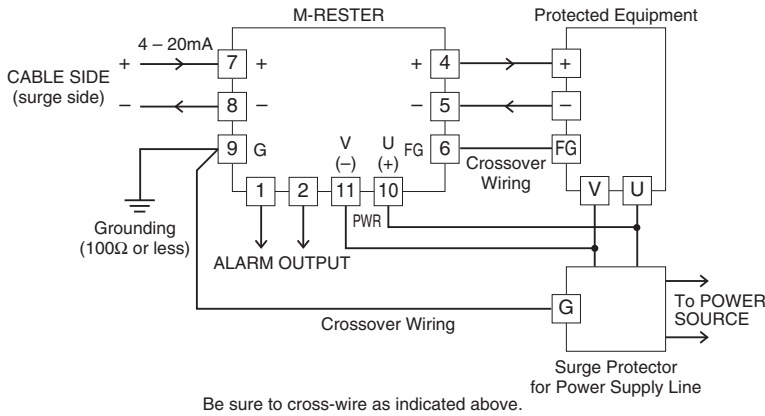 M-RESTER
Protected Equipment
4 – 20mA
CABLE SIDE
(surge side)
+ 7 +
+ 4 +
– 8 –
– 5 –
9 G
V
(–)
U
(+)
FG 6
FG
Crossover
Wiring
1 2 11 10
V U
PWR
Grounding
(100Ω or less)
ALARM OUTPUT
G
To POWER
SOURCE
Crossover Wiring
Surge Protector
for Power Supply Line
Be sure to cross-wire as indicated above.